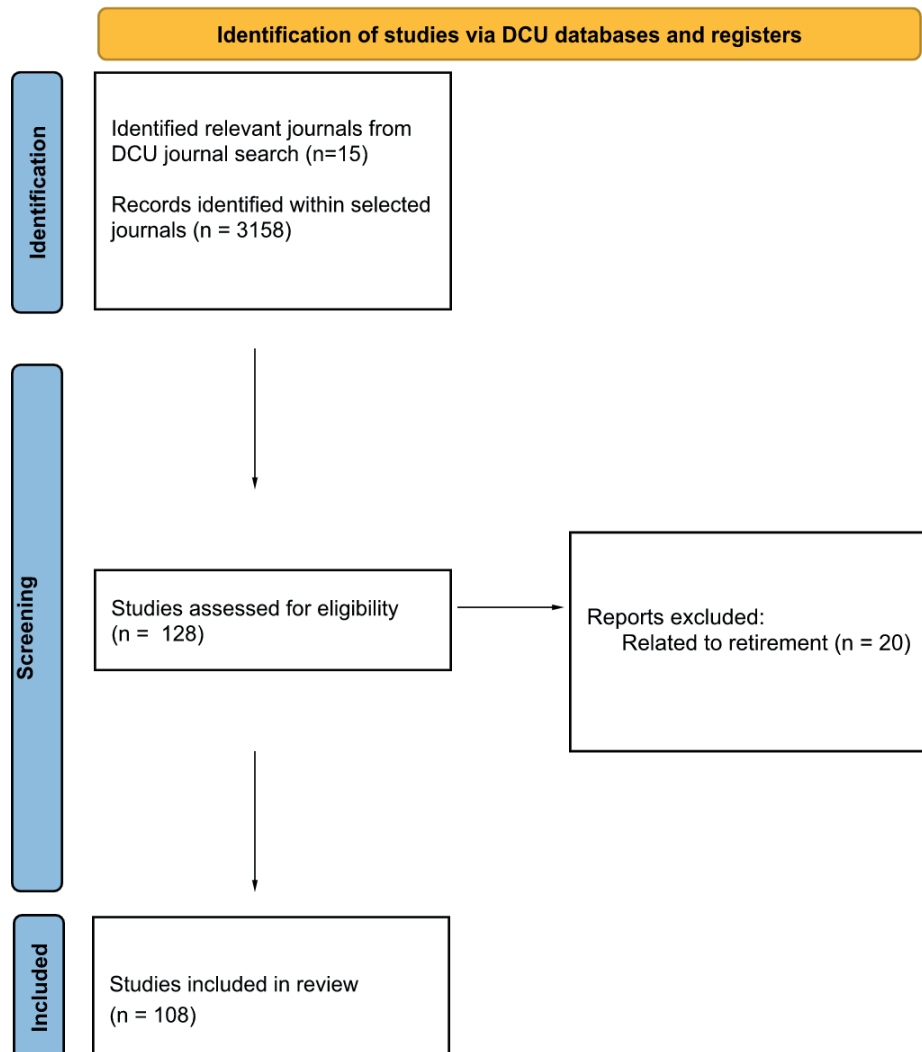 Identification of studies via DCU databases and registers
Identification
Identified relevant journals from
DCU journal search (n=15)
Records identified within selected
journals (n = 3158)
Screening
Studies assessed for eligibility
(n =  128)
Reports excluded:
Related to retirement (n = 20)
Included
Studies included in review
(n = 108)